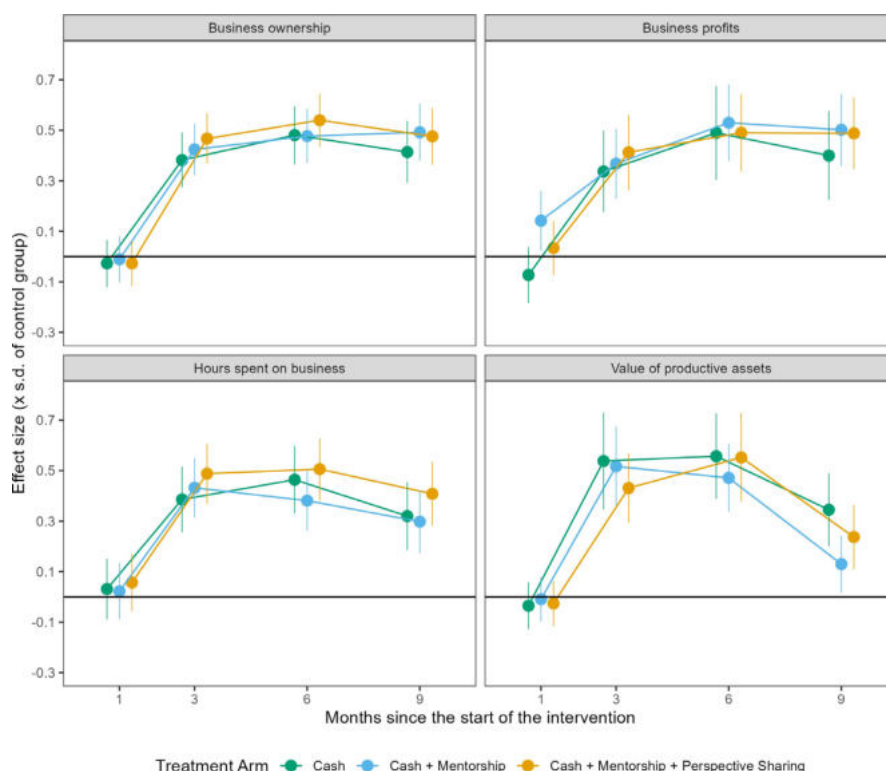 Business ownership
Business profits
0.7
0.5
0.3
0.1
-0.1
-0.3
Hours spent on business
Value of productive assets
0.7
0.5
0.3
0.1
-0.1
-0.3
Effect size (x s.d. of control group)
1 3 6 9
1 3 6 9
Months since the start of the intervention
Treatment Arm Cash Cash + Mentorship Cash + Mentorship + Perspective Sharing